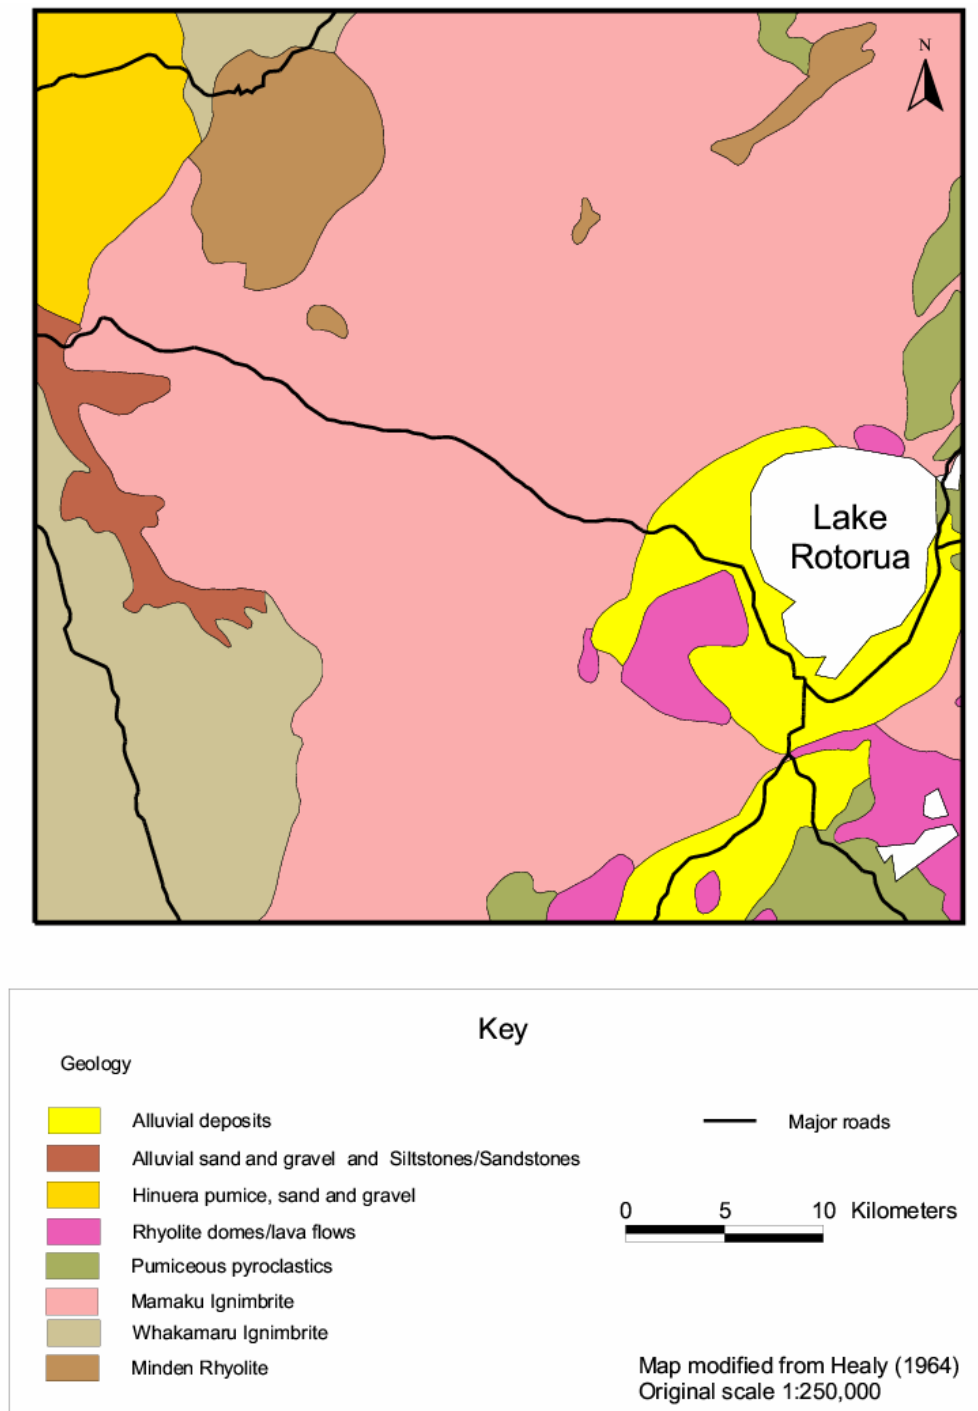 N
Lake
Rotorua
Key
Geology
Alluvial deposits
Major roads
Alluvial sand and gravel and Siltstones/Sandstones
Hinuera pumice, sand and gravel
0 5 10 Kilometers
Rhyolite domes/lava flows
Pumiceous pyroclastics
Mamaku Ignimbrite
Whakamaru Ignimbrite
Minden Rhyolite
Map modified from Healy (1964)
Original scale 1:250,000